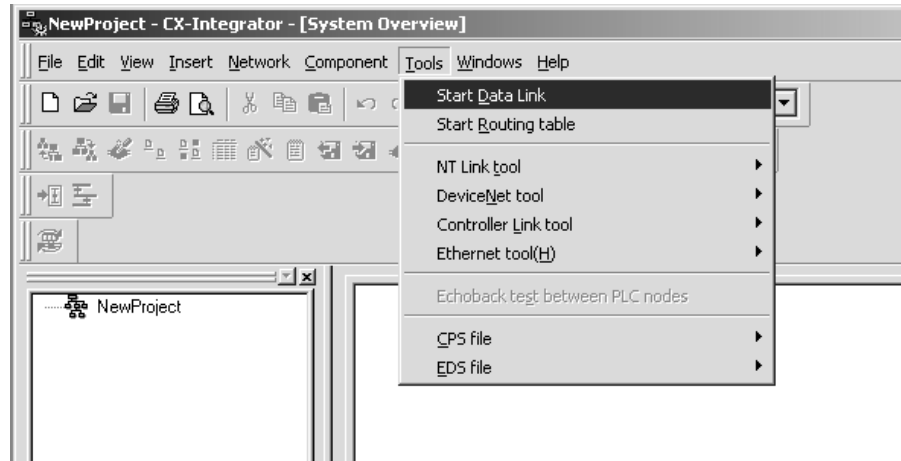 NewProject - CX-Integrator - [System Overview]
File Edit View Insert Network Component Tools Windows Help
Start Data Link
Start Routing table
NT Link tool
DeviceNet tool
Controller Link tool
Ethernet tool(H)
Echoback test between PLC nodes
CPS file
EDS file
NewProject